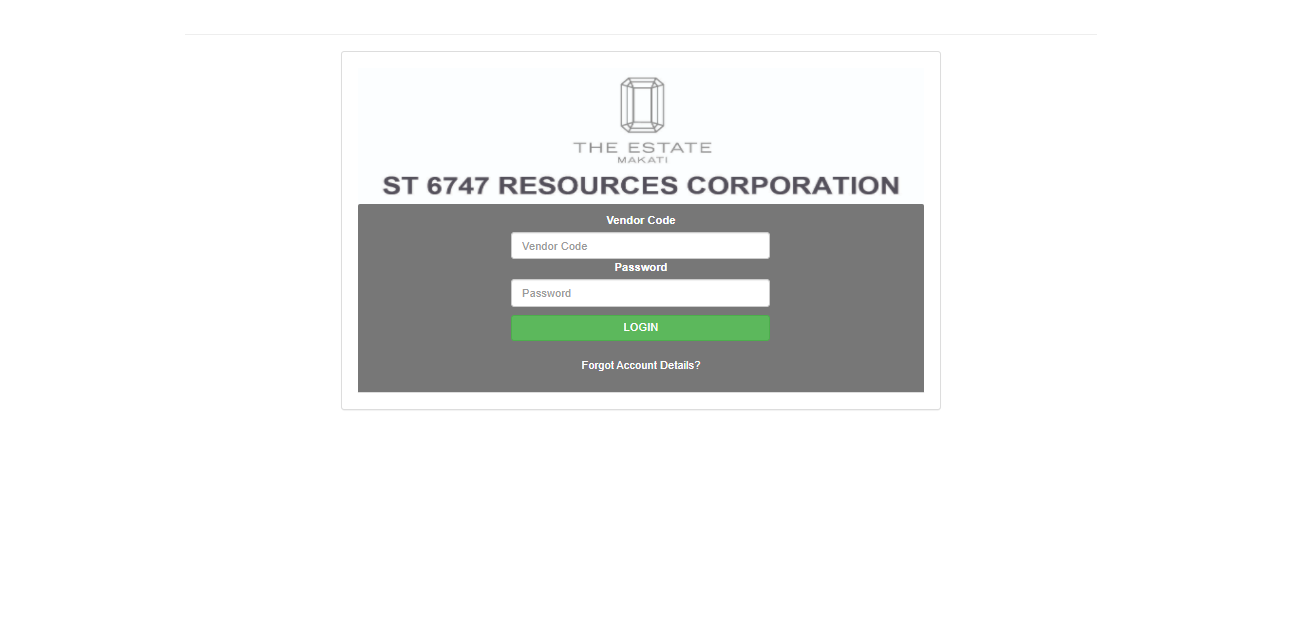 THE ESTATE
MAKATI
ST 6747 RESOURCES CORPORATION
Vendor Code
Vendor Code
Password
Password
LOGIN
Forgot Account Details?